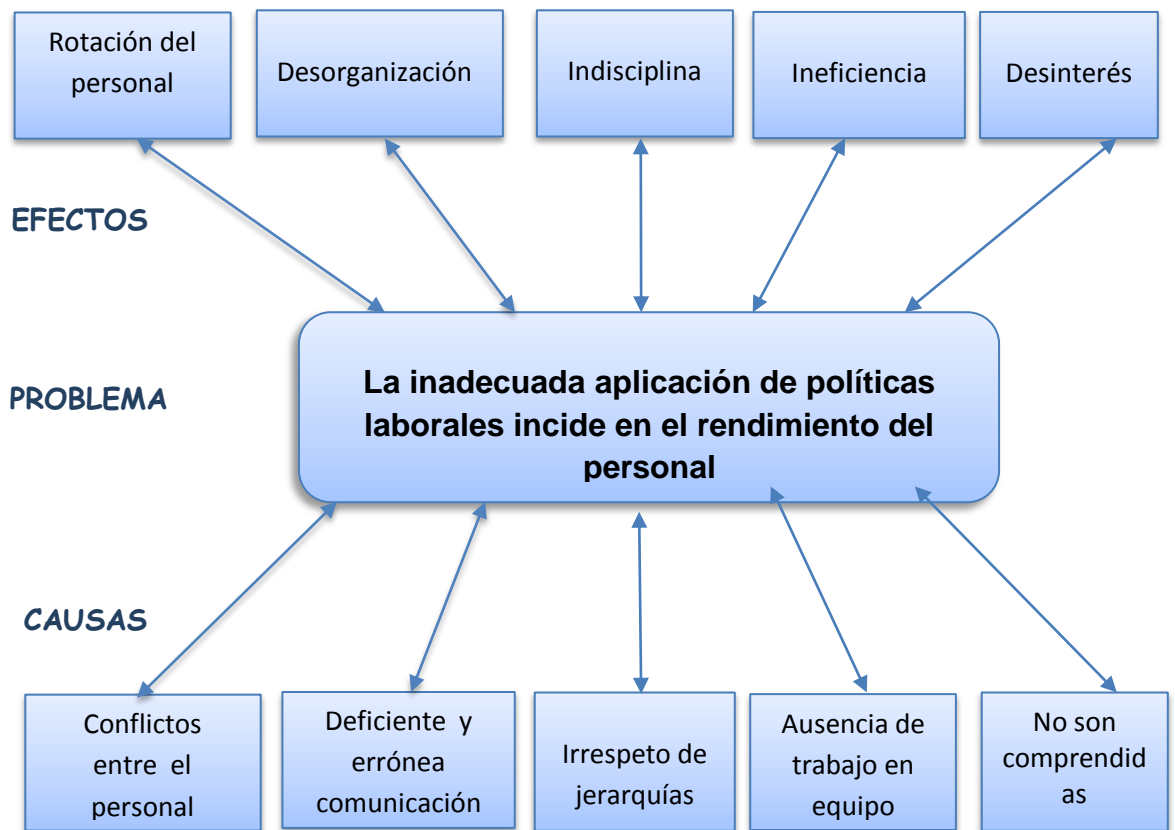 Rotación del
personal
Desorganización
Indisciplina
Ineficiencia
Desinterés
EFECTOS
PROBLEMA
La inadecuada aplicación de políticas
laborales incide en el rendimiento del
personal
CAUSAS
Conflictos
entre el
personal
Deficiente y
errónea
comunicación
Irrespeto de
jerarquías
Ausencia de
trabajo en
equipo
No son
comprendid
as